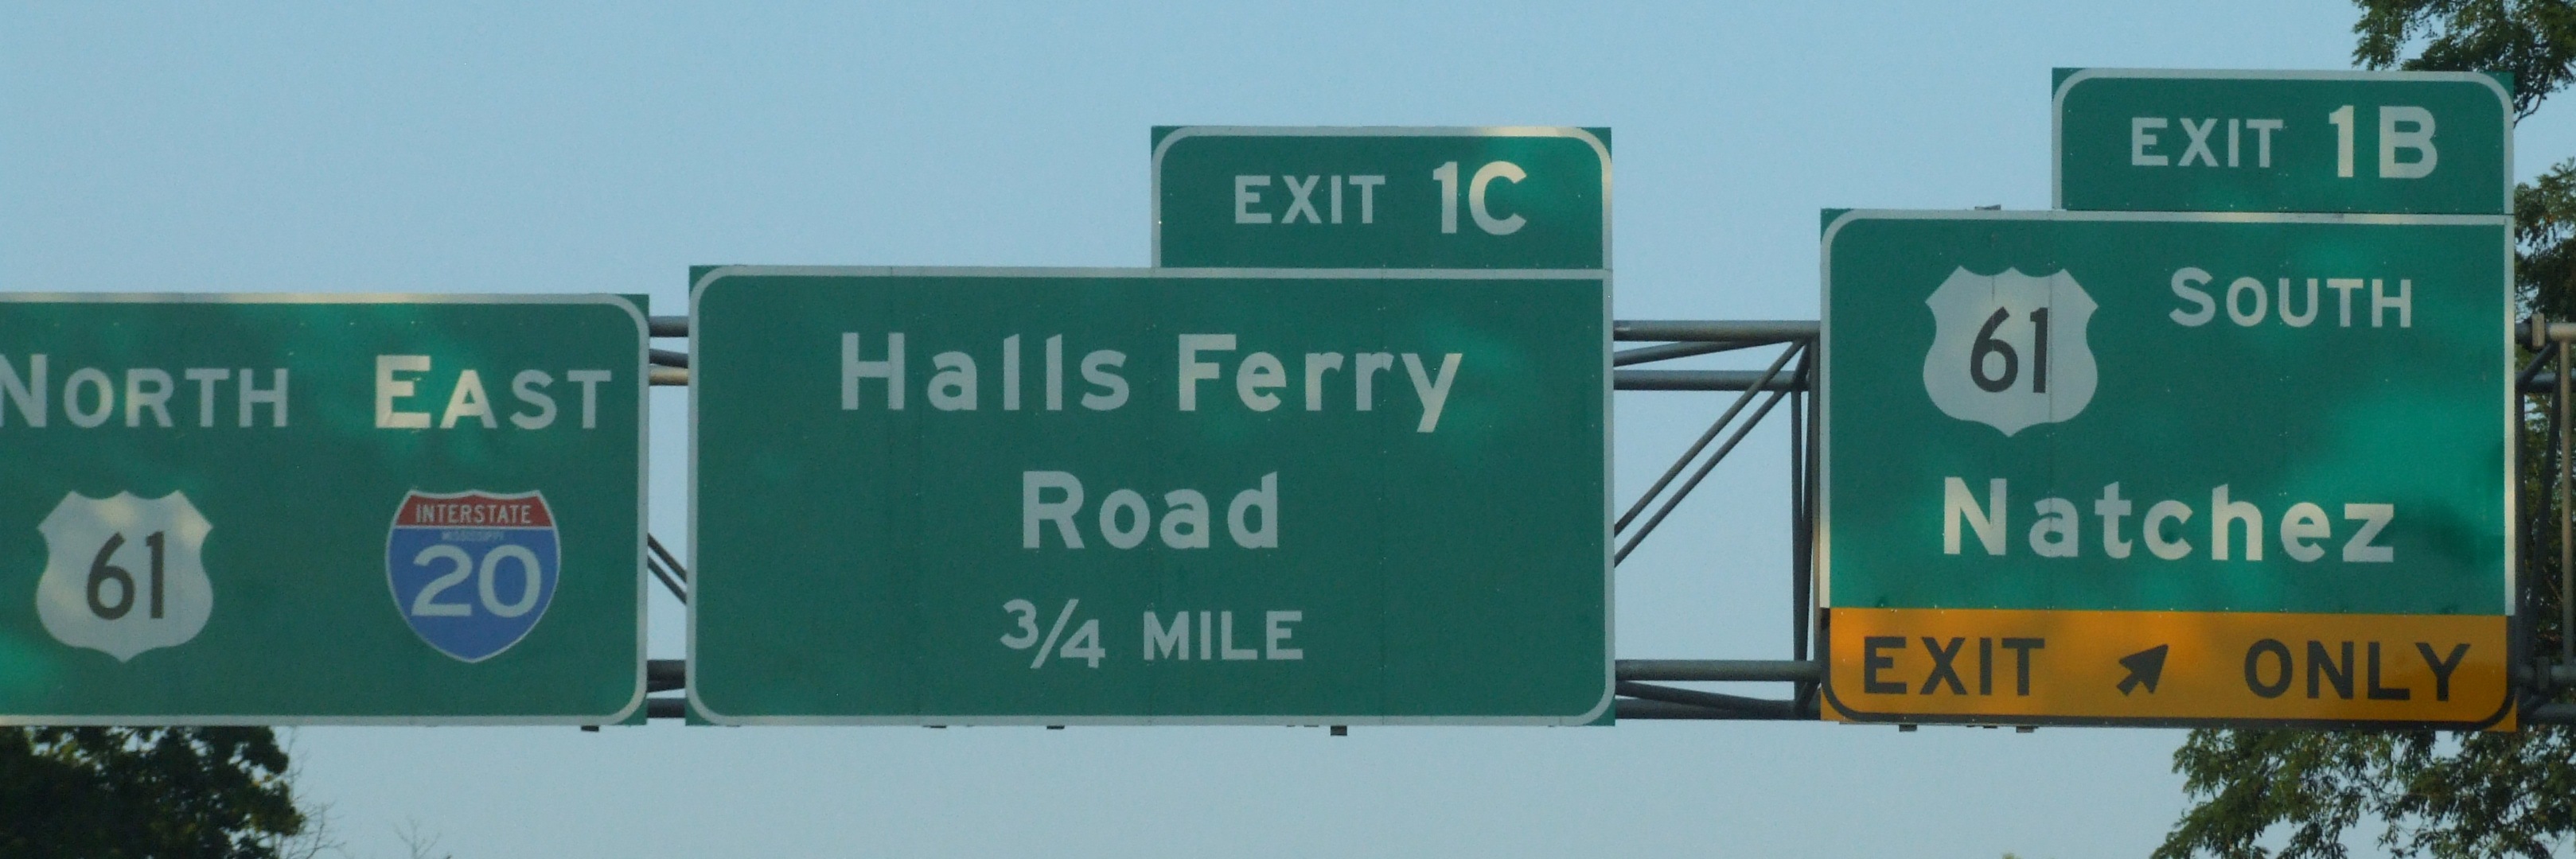 NORTH EAST
61
INTERSTATE
MISSISSIPPI
20
EXIT 1C
Halls Ferry
Road
3/4 MILE
EXIT 1B
61 SOUTH
Natchez
EXIT ONLY